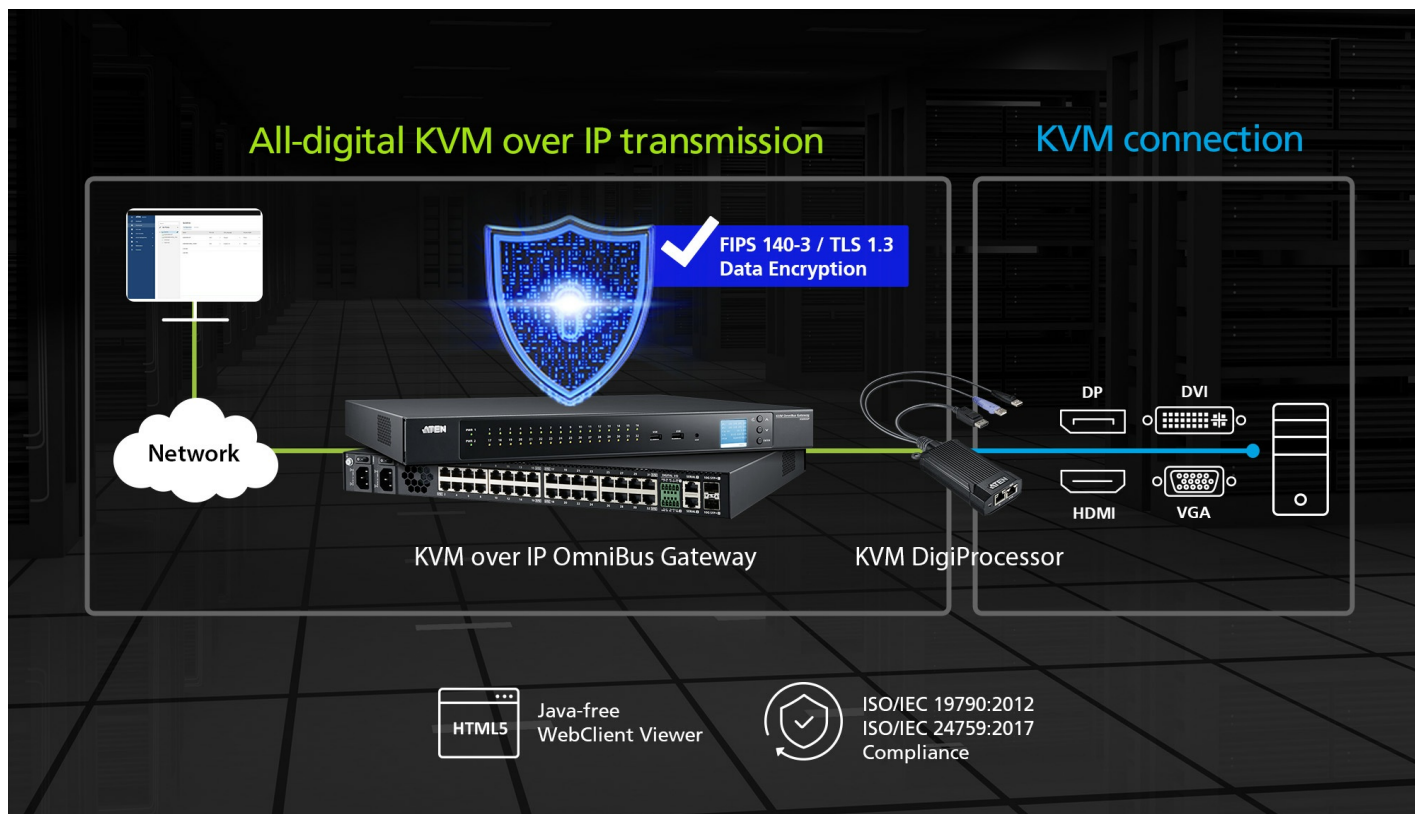 All-digital KVM over IP transmission
KVM connection
FIPS 140-3 / TLS 1.3
Data Encryption
Network
ATEN
ATEN
DP
DVI
HDMI
VGA
KVM over IP OmniBus Gateway
KVM DigiProcessor
HTML5
Java-free
WebClient Viewer
ISO/IEC 19790:2012
ISO/IEC 24759:2017
Compliance